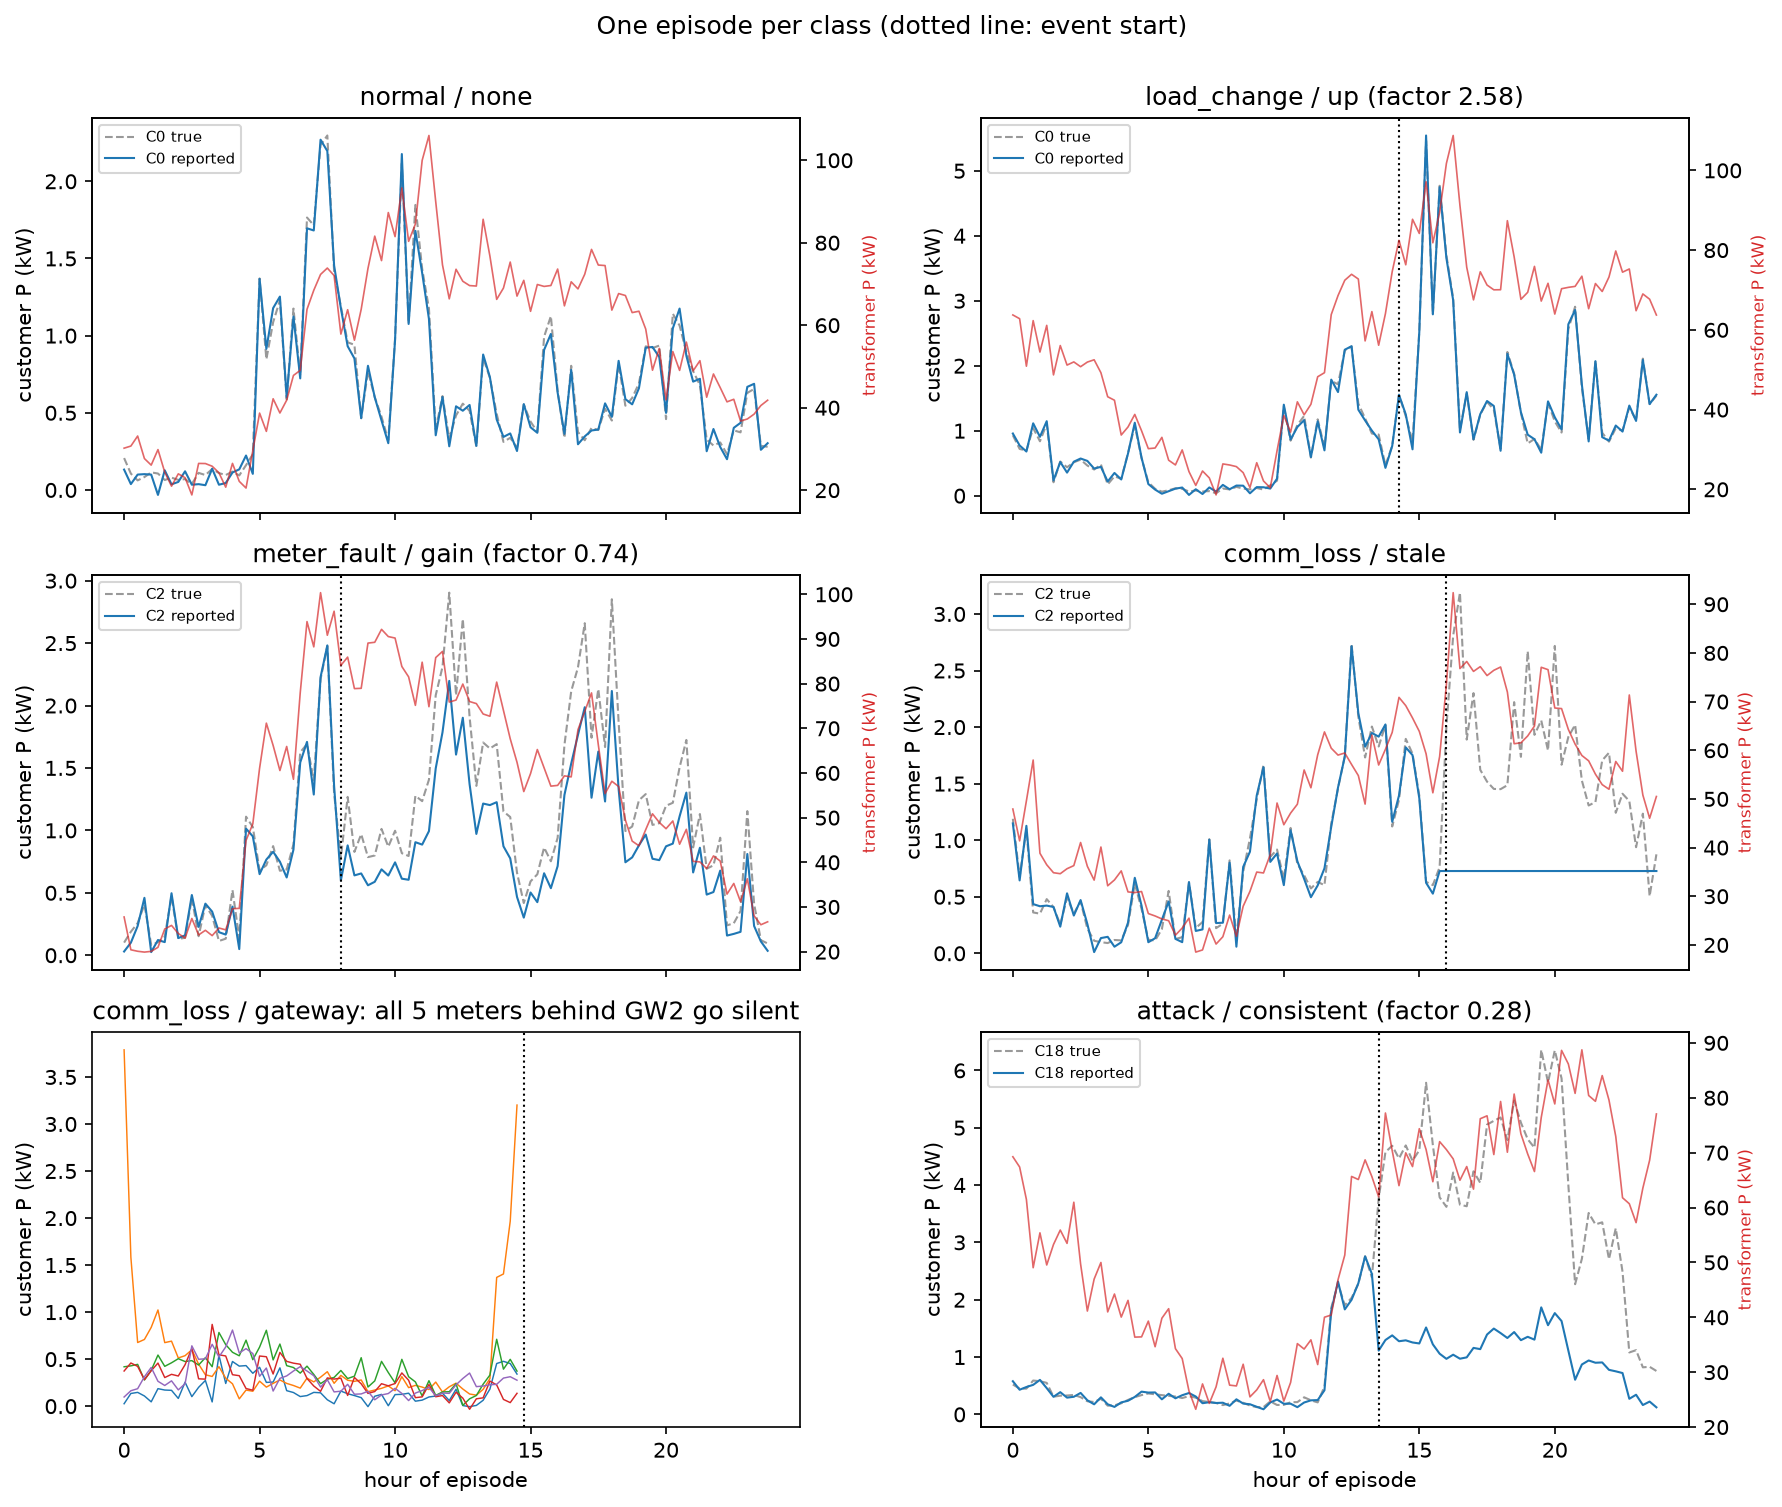 One episode per class (dotted line: event start)
normal / none
C0 true
C0 reported
customer P (kW)
2.0
1.5
1.0
0.5
0.0
100
80
60
40
20
transformer P (kW)
load_change / up (factor 2.58)
C0 true
C0 reported
customer P (kW)
5
4
3
2
1
0
100
80
60
40
20
transformer P (kW)
meter_fault / gain (factor 0.74)
C2 true
C2 reported
customer P (kW)
3.0
2.5
2.0
1.5
1.0
0.5
0.0
100
90
80
70
60
50
40
30
20
transformer P (kW)
comm_loss / stale
C2 true
C2 reported
customer P (kW)
3.0
2.5
2.0
1.5
1.0
0.5
0.0
90
80
70
60
50
40
30
20
transformer P (kW)
comm_loss / gateway: all 5 meters behind GW2 go silent
customer P (kW)
3.5
3.0
2.5
2.0
1.5
1.0
0.5
0.0
0 5 10 15 20
hour of episode
attack / consistent (factor 0.28)
C18 true
C18 reported
customer P (kW)
6
5
4
3
2
1
0
90
80
70
60
50
40
30
20
transformer P (kW)
0 5 10 15 20
hour of episode